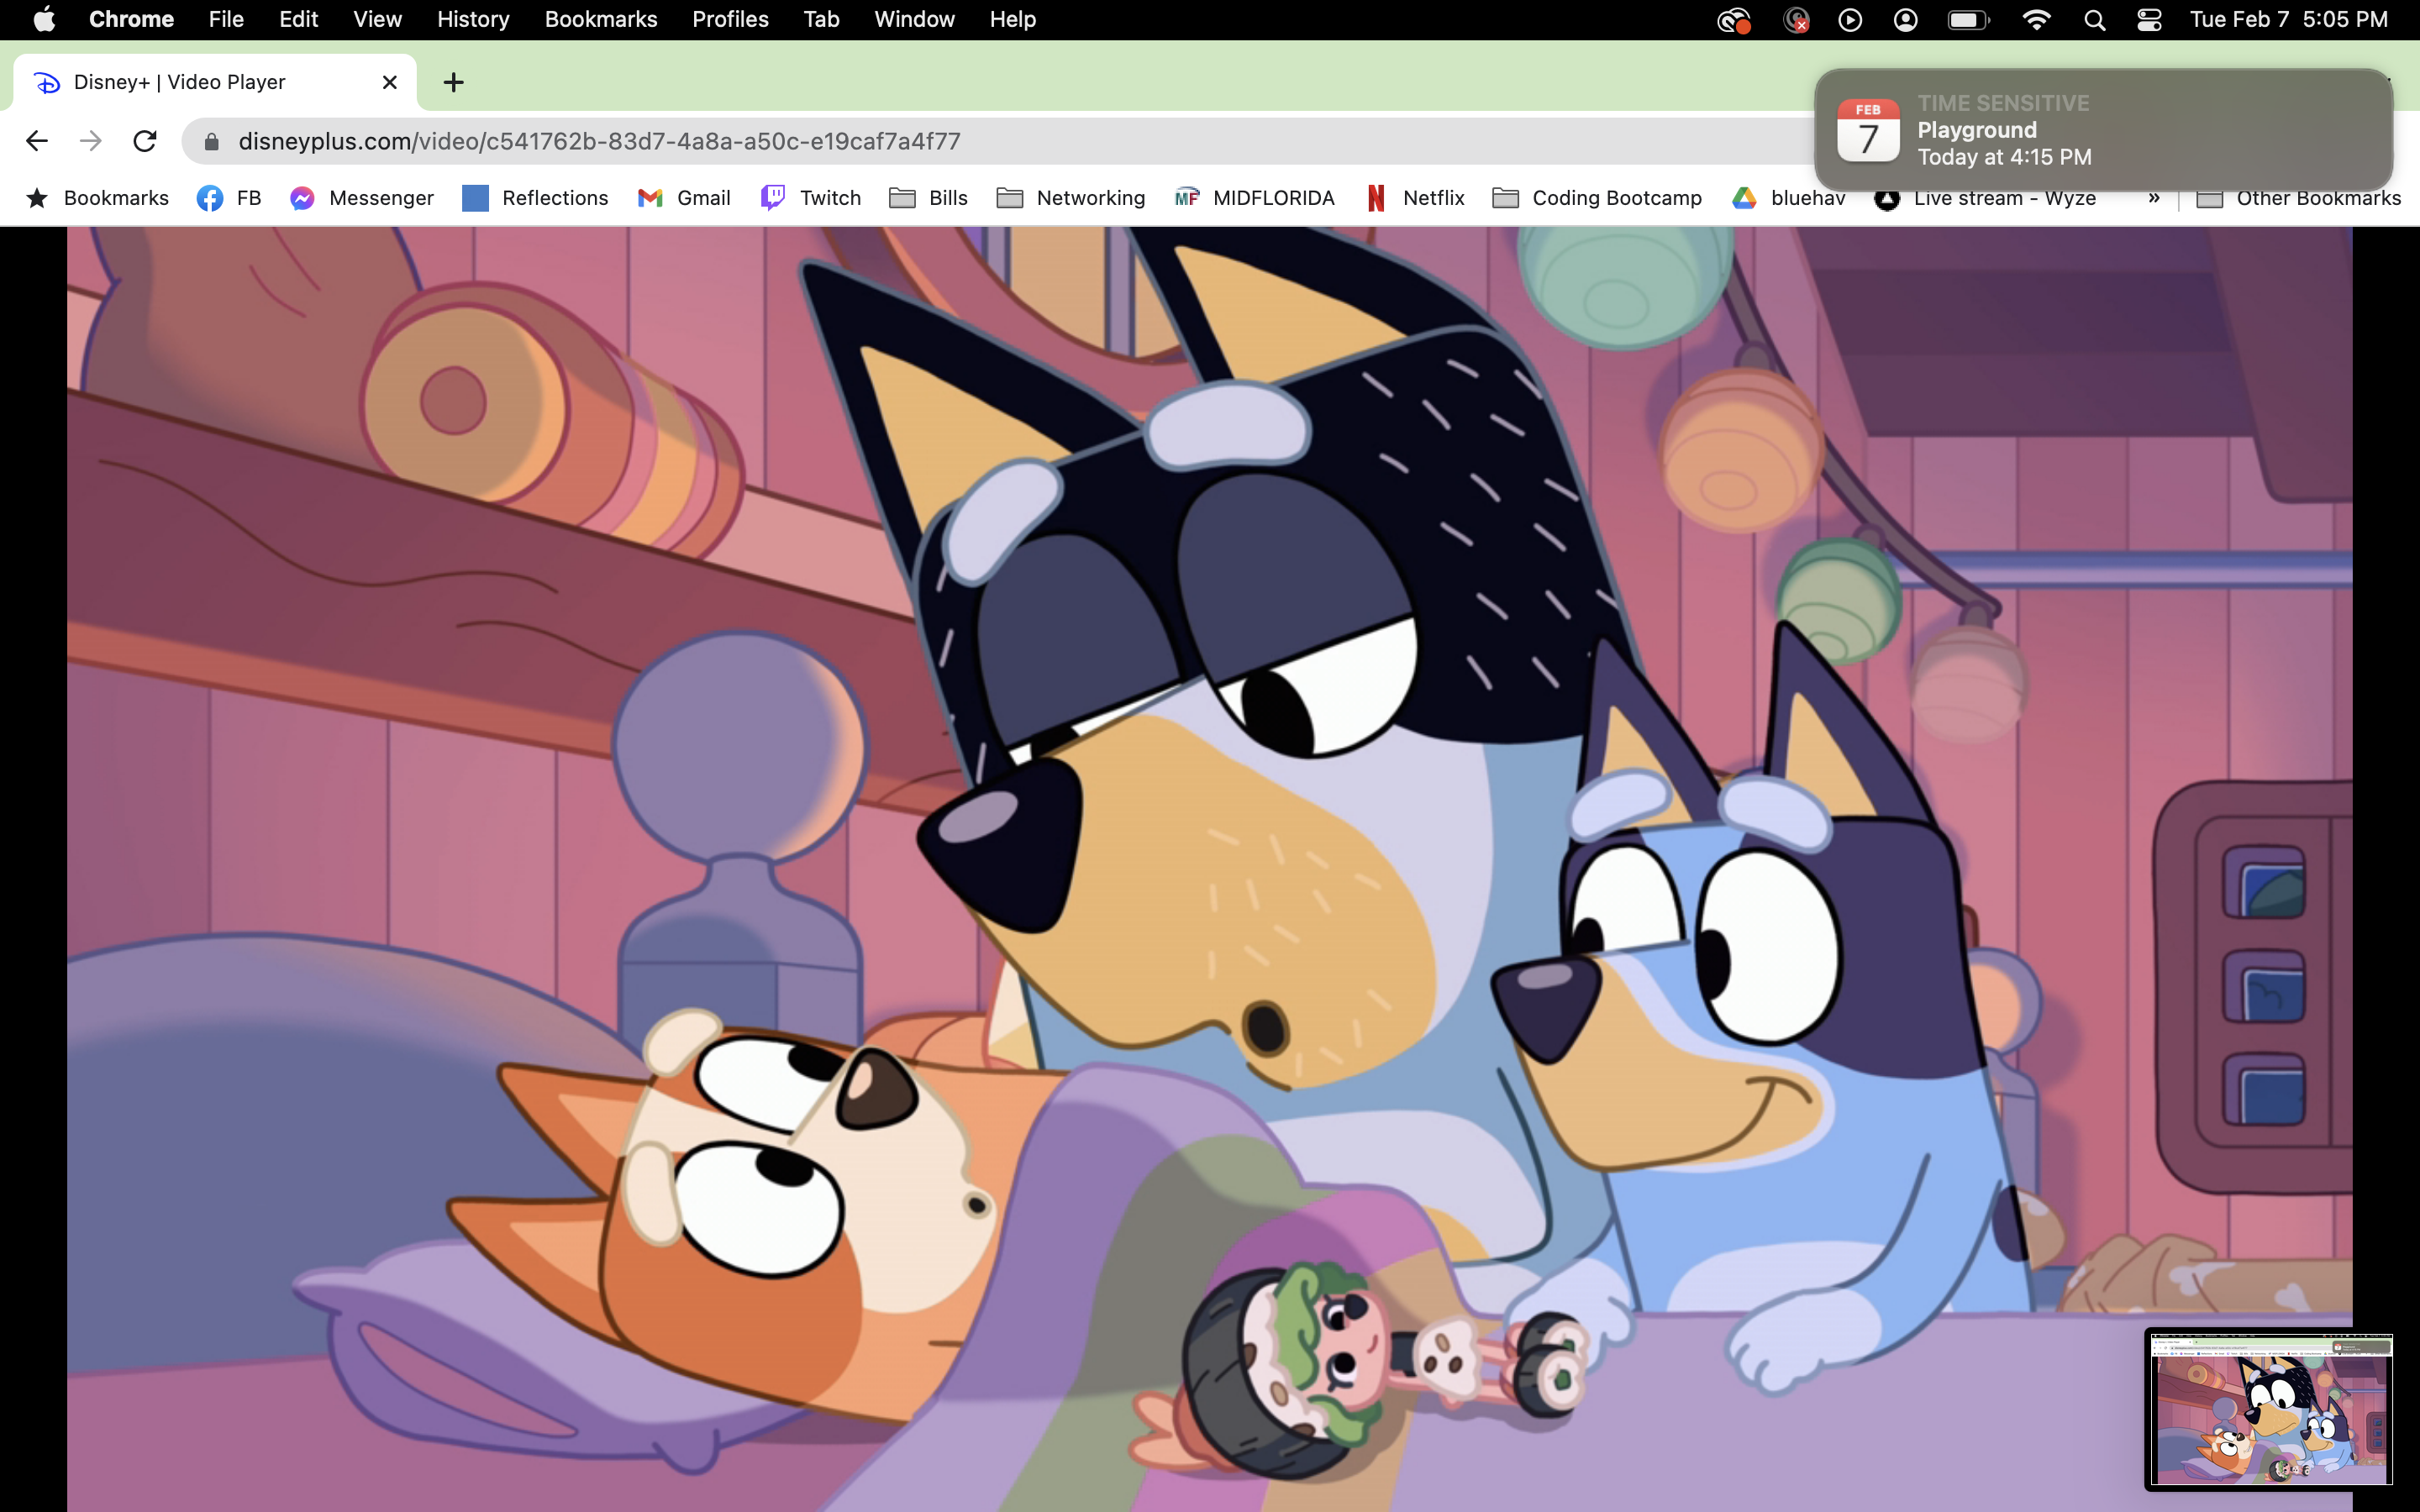 Chrome File Edit View History Bookmarks Profiles Tab Window Help Tue Feb 7 5:05 PM
Disney+ | Video Player
disneyplus.com/video/c541762b-83d7-4a8a-a50c-e19caf7a4f77
FEB
7
TIME SENSITIVE
Playground
Today at 4:15 PM
Bookmarks FB Messenger Reflections Gmail Twitch Bills Networking MF MIDFLORIDA Netflix Coding Bootcamp bluehav Live stream - Wyze » Other Bookmarks